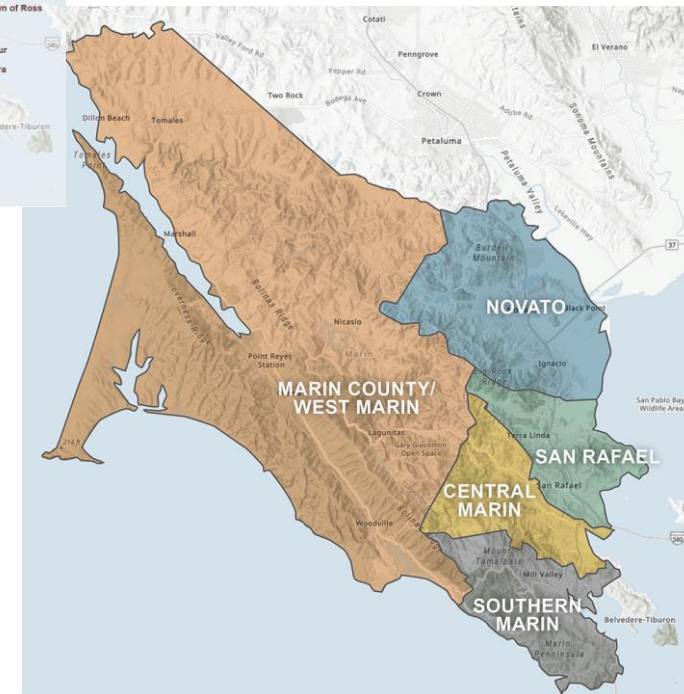 n of Ross
ur
ra
dere-Tiburon
Cotati
Penngrove
El Verano
Valley Ford Rd
Pepper Rd
Two Rock
Bodega Ave
Crown
Adobe Rd
Sonoma Mountains
Dillon Beach
Tomales
Petaluma
Tomales Point
Petaluma Valley
Lakeville Hwy
Marshall
37
Burdell Mountain
Inverness Ridge
Bolinas Ridge
NOVATO
Black Point
Nicasio
Marin
Point Reyes Station
Ignacio
Big Rock Ridge
MARIN COUNTY/
WEST MARIN
San Pablo Bay
Wildlife Area
214 ft
Lagunitas
Gary Giacomini
Open Space
Terra Linda
SAN RAFAEL
San Rafael
CENTRAL
MARIN
Woodville
Bolinas Ridge
580
Mount
Tamalpais
Mill Valley
SOUTHERN
MARIN
Belvedere-Tiburon
Marin
Peninsula